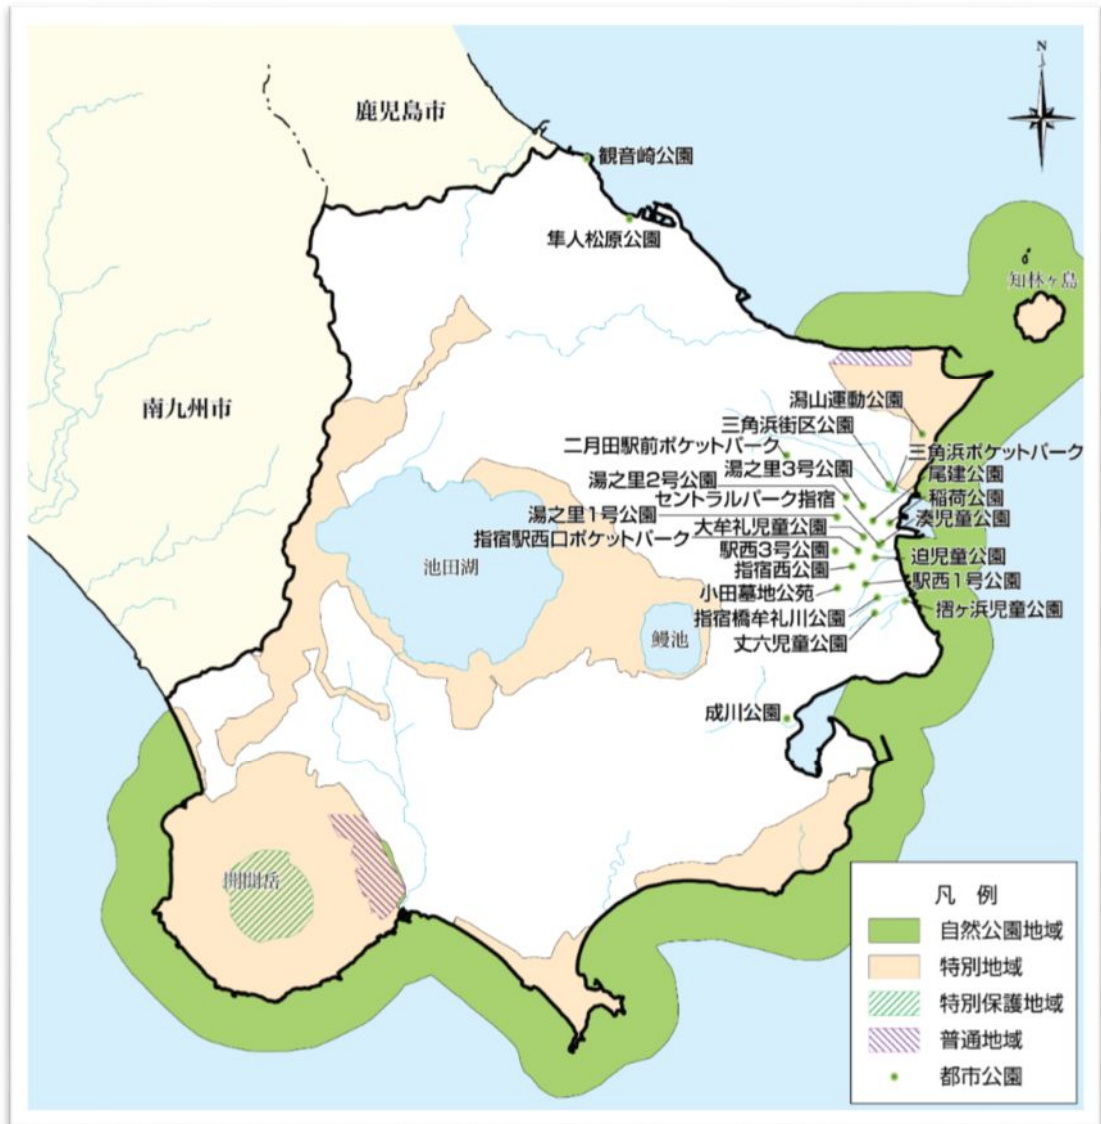 N
鹿児島市
観音崎公園
隼人松原公園
知林ヶ島
南九州市
潟山運動公園
三角浜街区公園
二月田駅前ポケットパーク
三角浜ポケットパーク
湯之里3号公園
尾建公園
湯之里2号公園
セントラルパーク指宿
稲荷公園
湯之里1号公園
湊児童公園
大牟礼児童公園
指宿駅西口ポケットパーク
駅西3号公園
迫児童公園
池田湖
指宿西公園
駅西1号公園
小田墓地公苑
摺ヶ浜児童公園
指宿橋牟礼川公園
鰻池
丈六児童公園
成川公園
開聞岳
凡 例
自然公園地域
特別地域
特別保護地域
普通地域
都市公園